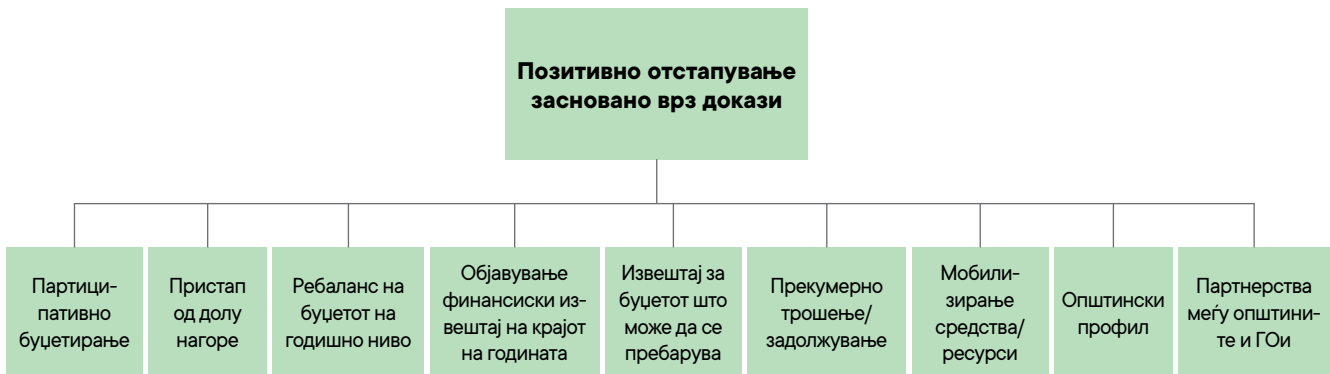 Позитивно отстапување
засновано врз докази
Партици-
пативно
буџетирање
Пристап
од долу
нагоре
Ребаланс на
буџетот на
годишно ниво
Објавување
финансиски из-
вештај на крајот
на годината
Извештај за
буџетот што
може да се
пребарува
Прекумерно
трошење/
задолжување
Мобили-
зирање
средства/
ресурси
Општински
профил
Партнерства
меѓу општини-
те и ГОи